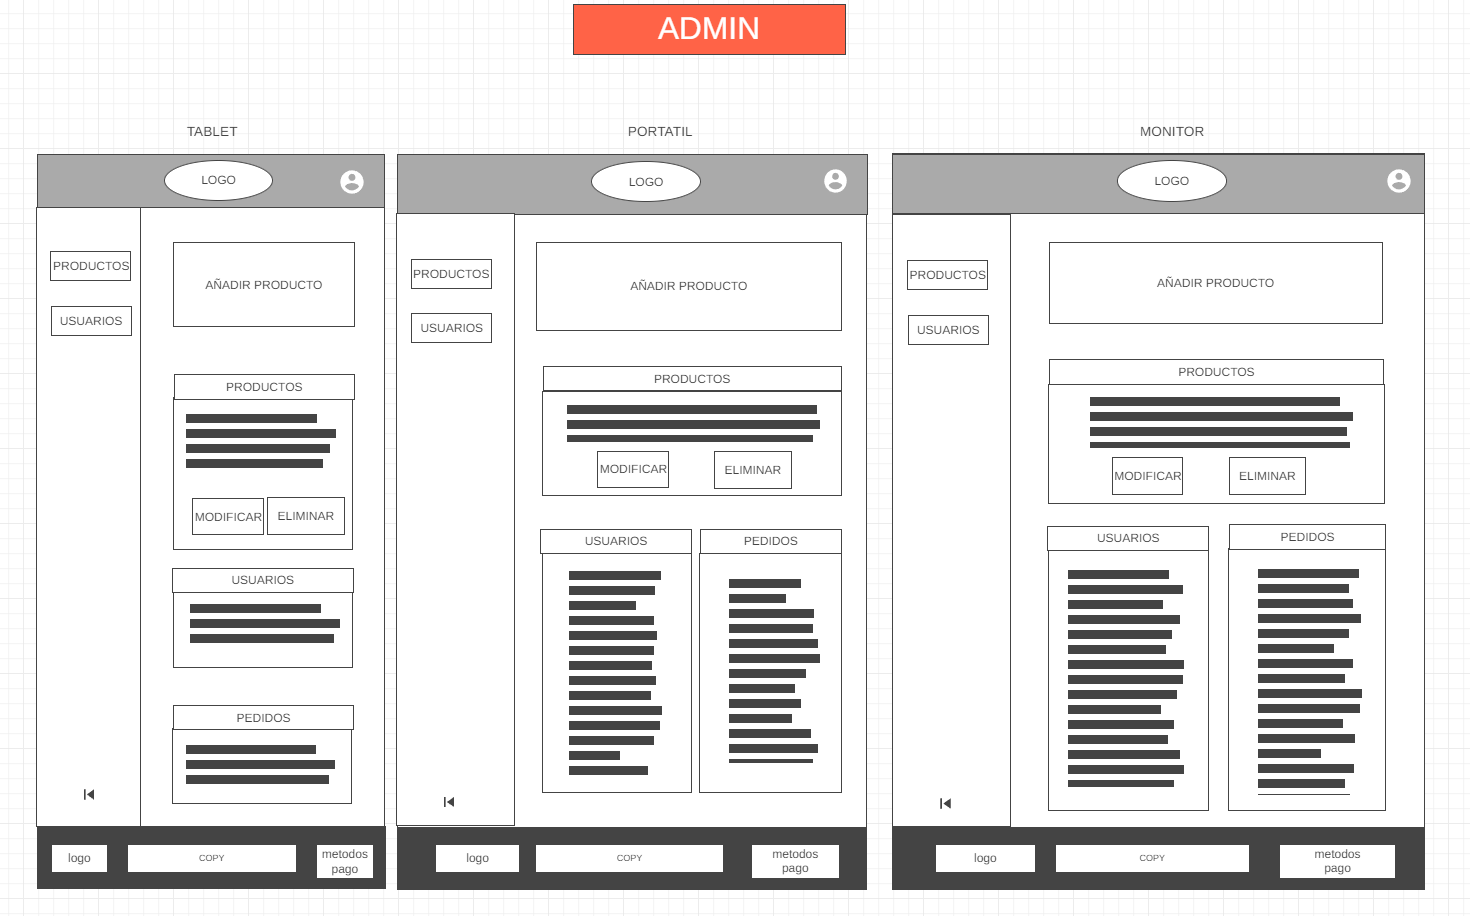 ADMIN
TABLET
LOGO
PRODUCTOS
USUARIOS
AÑADIR PRODUCTO
PRODUCTOS
MODIFICAR
ELIMINAR
USUARIOS
PEDIDOS
logo
COPY
metodos
pago
PORTATIL
LOGO
PRODUCTOS
USUARIOS
AÑADIR PRODUCTO
PRODUCTOS
MODIFICAR
ELIMINAR
USUARIOS
PEDIDOS
logo
COPY
metodos
pago
MONITOR
LOGO
PRODUCTOS
USUARIOS
AÑADIR PRODUCTO
PRODUCTOS
MODIFICAR
ELIMINAR
USUARIOS
PEDIDOS
logo
COPY
metodos
pago